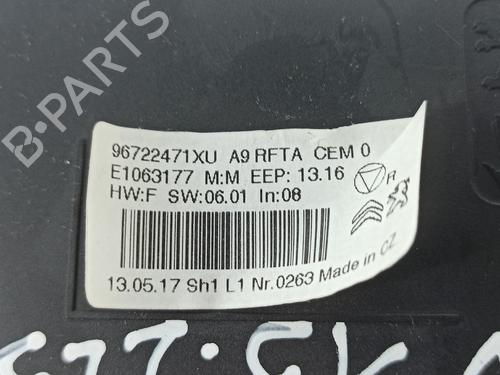 96722471XU A9 RFTA CEM 0
E1063177 M:M EEP: 13.16
R
HW:F SW:06.01 In:08
13.05.17 Sh1 L1 Nr.0263 Made in CZ